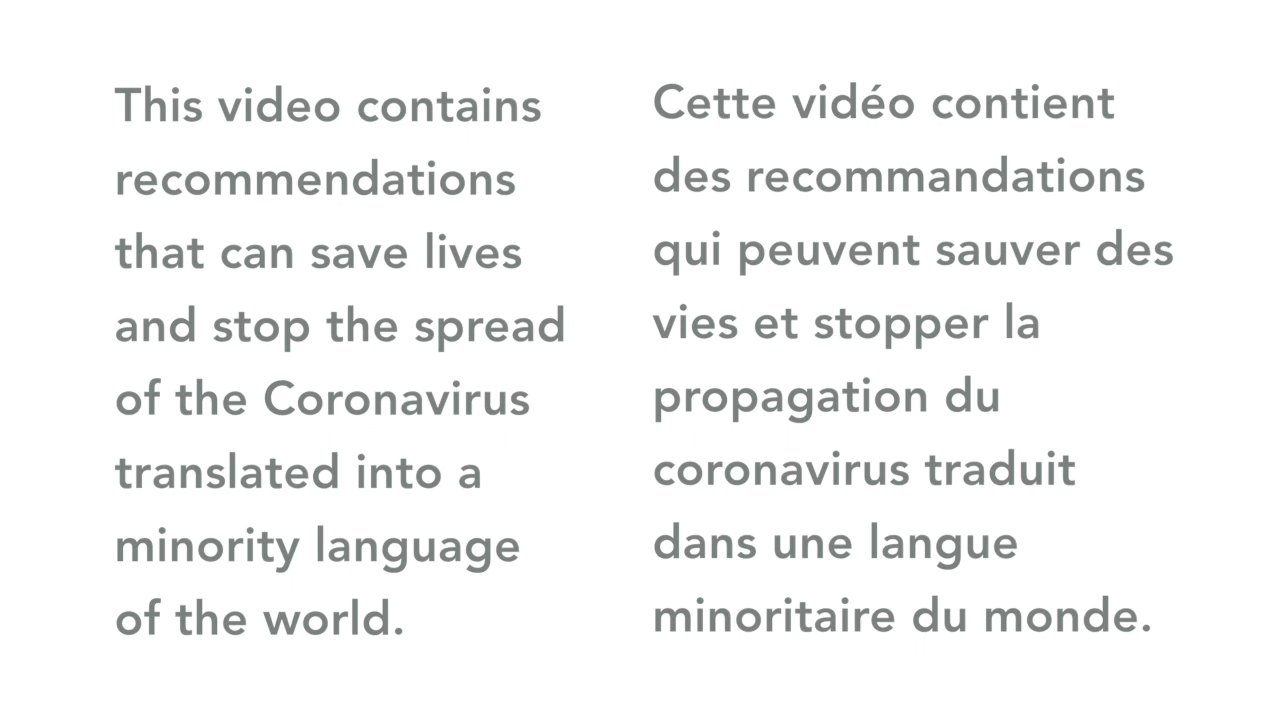 This video contains
recommendations
that can save lives
and stop the spread
of the Coronavirus
translated into a
minority language
of the world.
Cette vidéo contient
des recommandations
qui peuvent sauver des
vies et stopper la
propagation du
coronavirus traduit
dans une langue
minoritaire du monde.